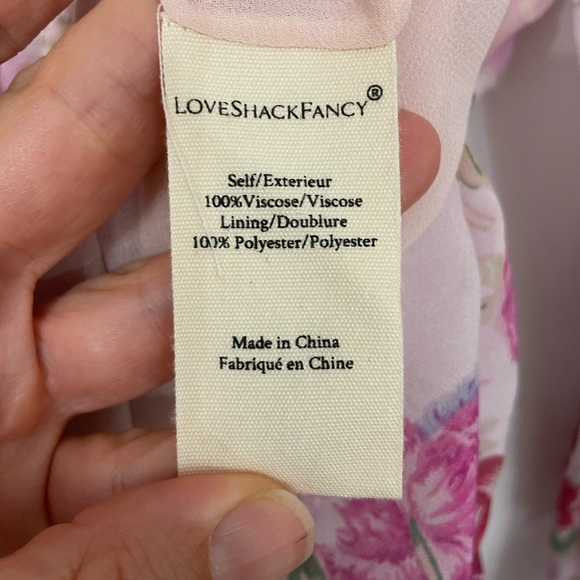 LOVESHACKFANCY®
Self/Exterieur
100%Viscose/Viscose
Lining/Doublure
100% Polyester/Polyester
Made in China
Fabriqué en Chine